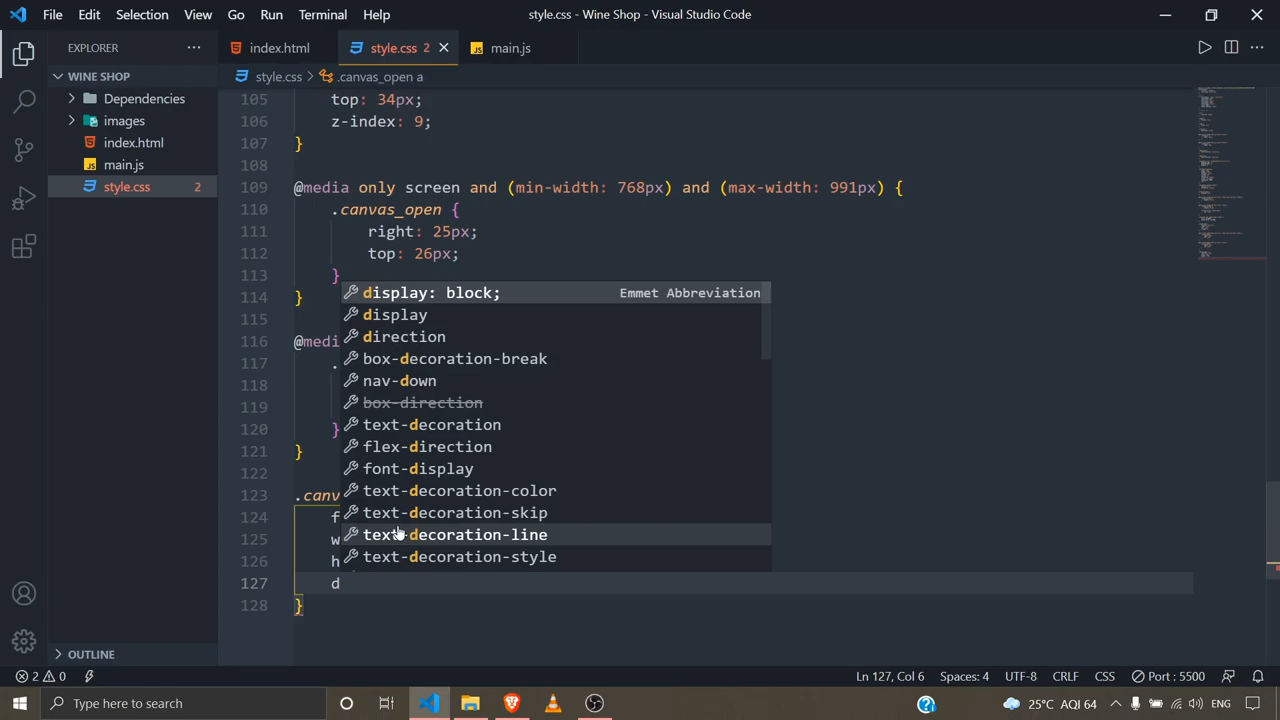 File Edit Selection View Go Run Terminal Help
style.css - Wine Shop - Visual Studio Code
EXPLORER
index.html
style.css 2
main.js
WINE SHOP
style.css > .canvas_open a
Dependencies
images
index.html
main.js
style.css 2
105 top: 34px;
106 z-index: 9;
107 }
108
109 @media only screen and (min-width: 768px) and (max-width: 991px) {
110 .canvas_open {
111 right: 25px;
112 top: 26px;
113 }
114 }
115
116 @medi
117 .
118
119
120 }
121 }
122
123 .canv
124 f
125 w
126 h
127 d
128 }
display: block; Emmet Abbreviation
display
direction
box-decoration-break
nav-down
box-direction
text-decoration
flex-direction
font-display
text-decoration-color
text-decoration-skip
text-decoration-line
text-decoration-style
OUTLINE
2 0
Ln 127, Col 6 Spaces: 4 UTF-8 CRLF CSS Port : 5500
Type here to search
25°C AQI 64 ENG